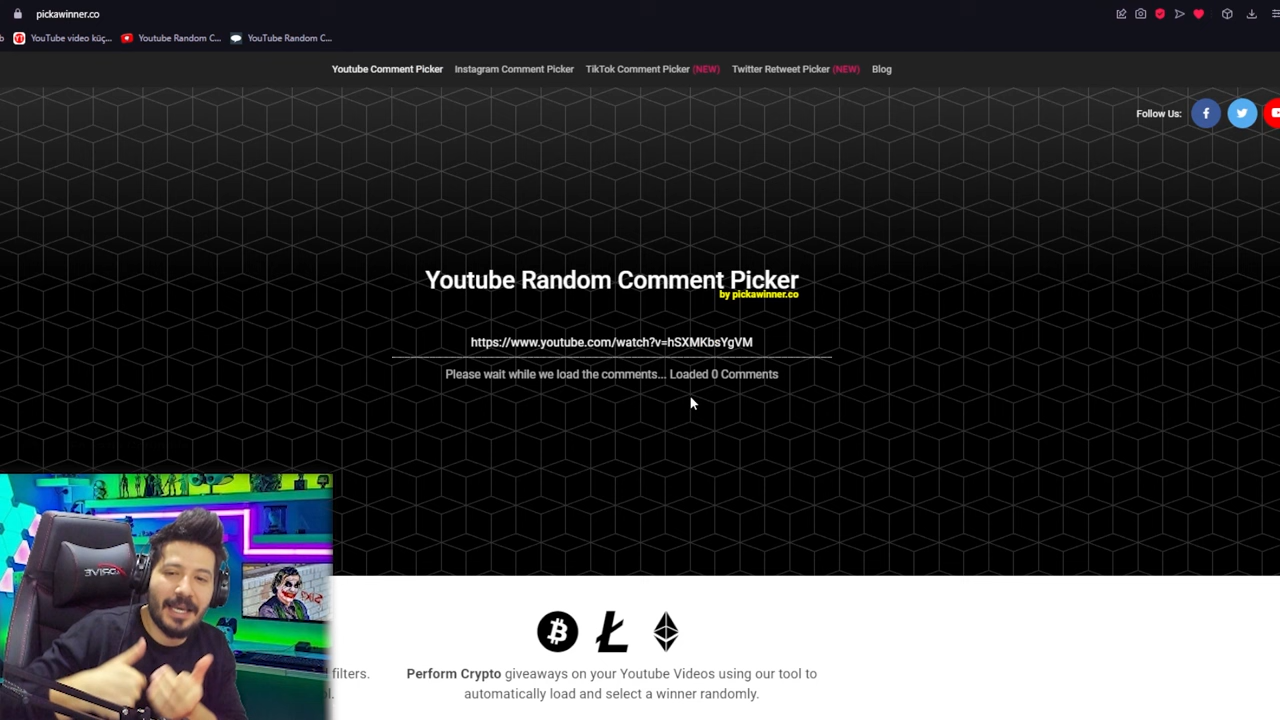 pickawinner.co
b
YouTube video küç...
Youtube Random C...
YouTube Random C...
Youtube Comment Picker
Instagram Comment Picker
TikTok Comment Picker (NEW)
Twitter Retweet Picker (NEW)
Blog
Follow Us:
Youtube Random Comment Picker
by pickawinner.co
https://www.youtube.com/watch?v=hSXMKbsYgVM
Please wait while we load the comments... Loaded 0 Comments
filters.
l.
Perform Crypto giveaways on your Youtube Videos using our tool to
automatically load and select a winner randomly.